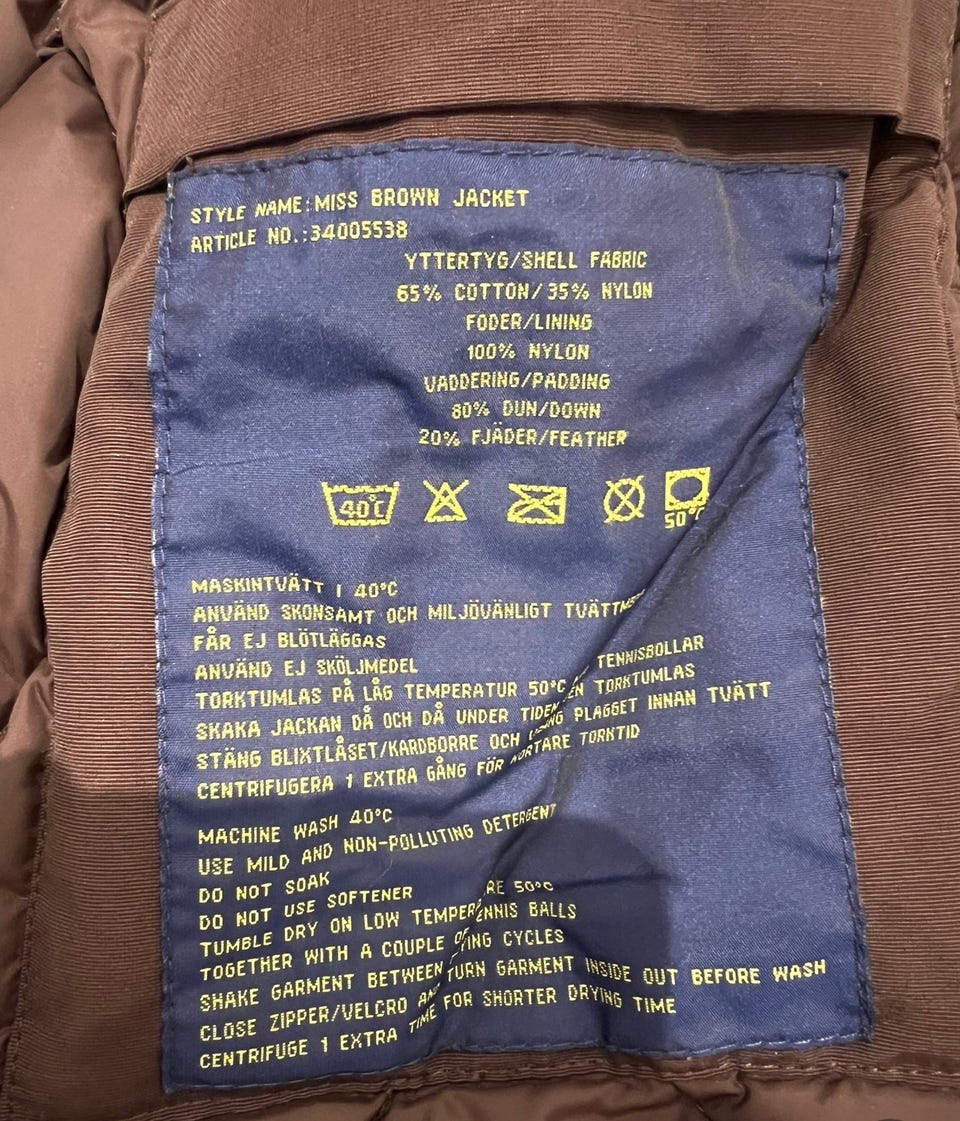 STYLE NAME:MISS BROWN JACKET
ARTICLE NO.:34005538
YTTERTYG/SHELL FABRIC
65% COTTON/35% NYLON
FODER/LINING
100% NYLON
VADDERING/PADDING
80% DUN/DOWN
20% FJÄDER/FEATHER
40°C
50°C
MASKINTVÄTT I 40°C
ANVÄND SKONSAMT OCH MILJÖVÄNLIGT
FÅR EJ BLÖTLÄGGAS
ANVÄND EJ SKÖLJMEDEL
TORKTUMLAS PÅ LÅG TEMPERATUR 50°C TENNISBOLLAR
SKAKA JACKAN DÅ OCH DÅ UNDER TIDEN TORKTUMLAS
STÄNG BLIXTLÅSET/KARDBORRE OCH PLAGGET INNAN TVÄTT
CENTRIFUGERA 1 EXTRA GÅNG FÖR KORTARE TORKTID
MACHINE WASH 40°C
USE MILD AND NON-POLLUTING DETERGENT
DO NOT SOAK
DO NOT USE SOFTENER
TUMBLE DRY ON LOW 50°C
TOGETHER WITH A COUPLE OF TENNIS BALLS
SHAKE GARMENT BETWEEN CYCLES
CLOSE ZIPPER/VELCRO AND TURN GARMENT INSIDE OUT BEFORE WASH
CENTRIFUGE 1 EXTRA TIME FOR SHORTER DRYING TIME